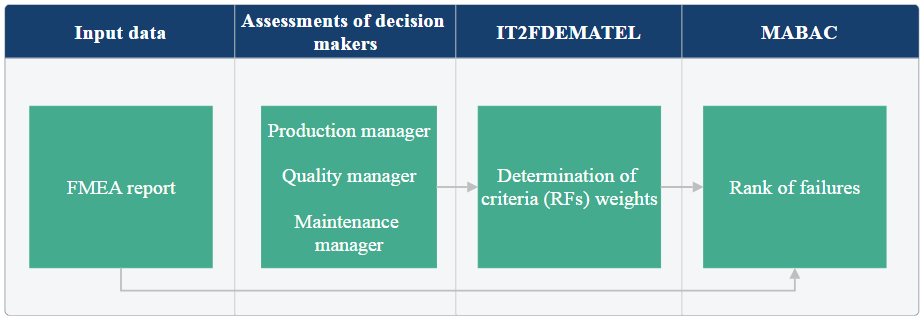 Input data
Assessments of decision
makers
IT2FDEMATEL
MABAC
FMEA report
Production manager
Quality manager
Maintenance
manager
Determination of
criteria (RFs) weights
Rank of failures